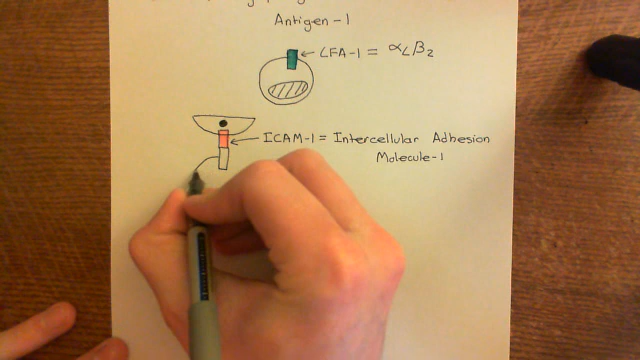 Antigen-1
LFA-1 = αLβ2
ICAM-1 = Intercellular Adhesion
Molecule-1